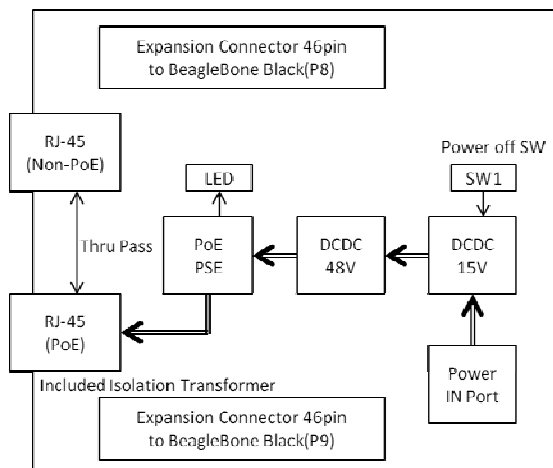 Expansion Connector 46pin
to BeagleBone Black(P8)
RJ-45
(Non-PoE)
Power off SW
LED
SW1
Thru Pass
PoE
PSE
DCDC
48V
DCDC
15V
RJ-45
(PoE)
Power
IN Port
Included Isolation Transformer
Expansion Connector 46pin
to BeagleBone Black(P9)